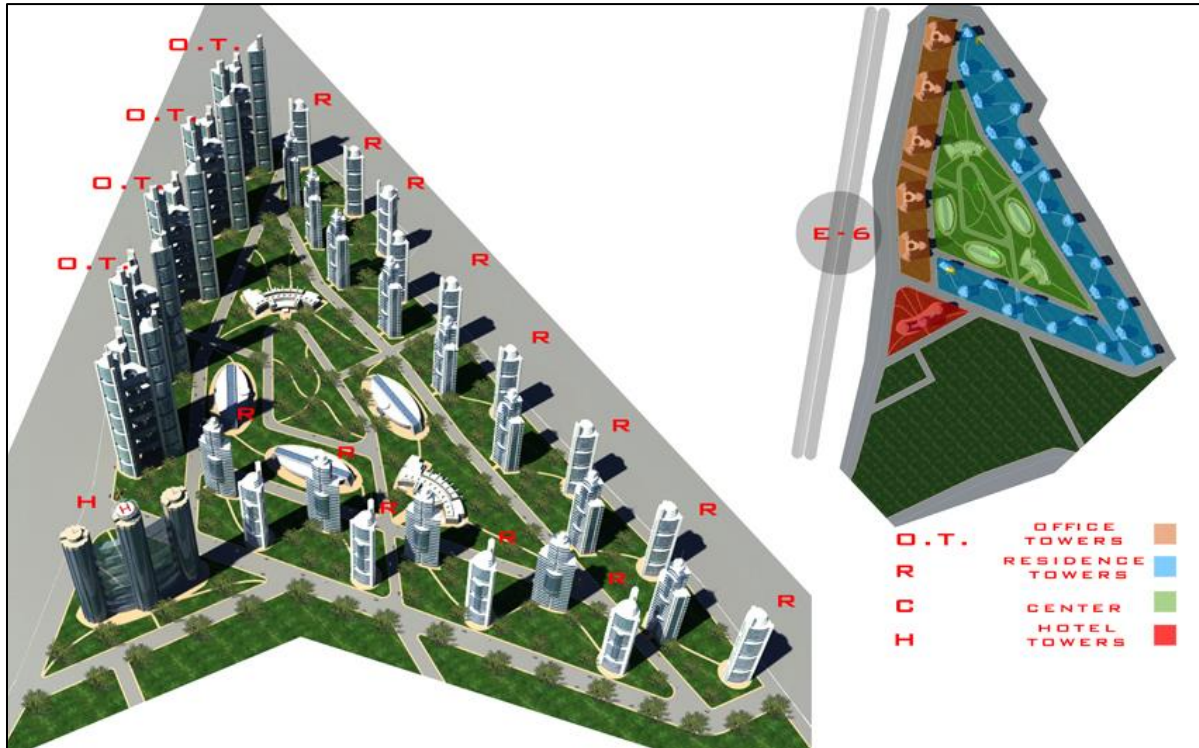 O.T.
O.T.
O.T.
O.T.
R
R
R
R
R
R
R
R
R
R
R
R
R
H
H
E-6
O.T. OFFICE TOWERS
R RESIDENCE TOWERS
C CENTER
H HOTEL TOWERS